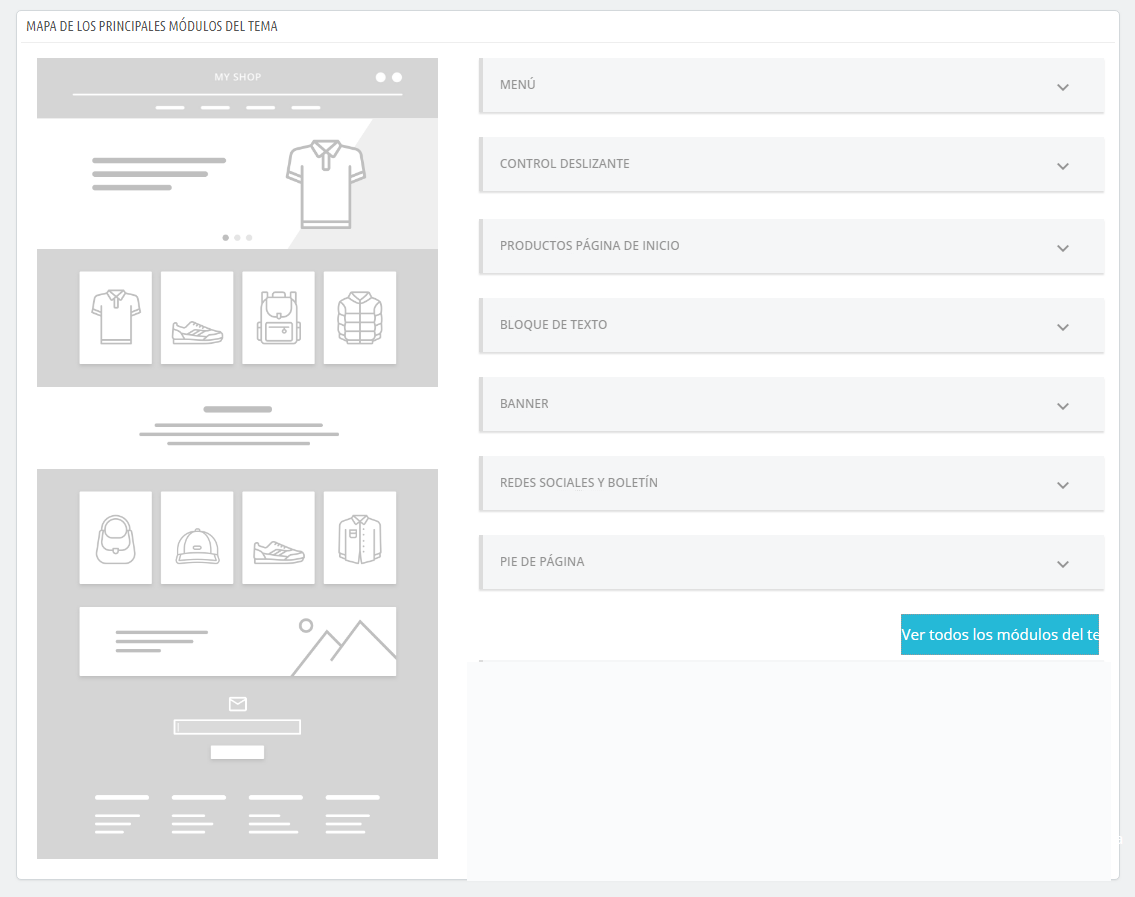 MAPA DE LOS PRINCIPALES MÓDULOS DEL TEMA
MY SHOP
MENÚ
CONTROL DESLIZANTE
PRODUCTOS PÁGINA DE INICIO
BLOQUE DE TEXTO
BANNER
REDES SOCIALES Y BOLETÍN
PIE DE PÁGINA
Ver todos los módulos del te